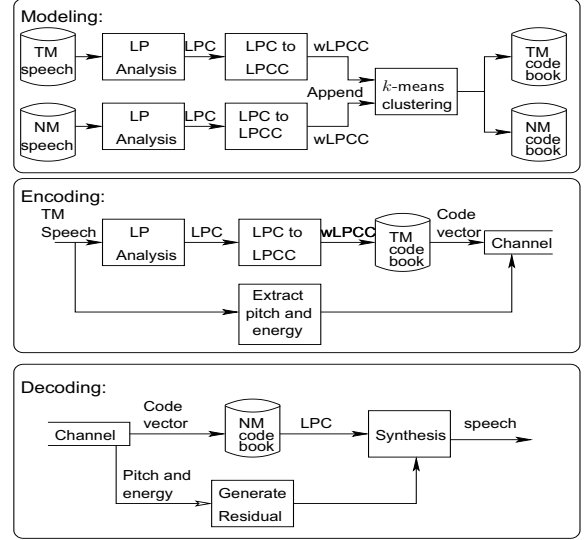 Modeling:
TM speech
LP Analysis
LPC
LPC to LPCC
wLPCC
Append
k-means clustering
TM code book
NM speech
LP Analysis
LPC
LPC to LPCC
wLPCC
NM code book
Encoding:
TM Speech
LP Analysis
LPC
LPC to LPCC
wLPCC
TM code book
Code vector
Channel
Extract pitch and energy
Decoding:
Channel
Code vector
NM code book
LPC
Synthesis
speech
Pitch and energy
Generate Residual